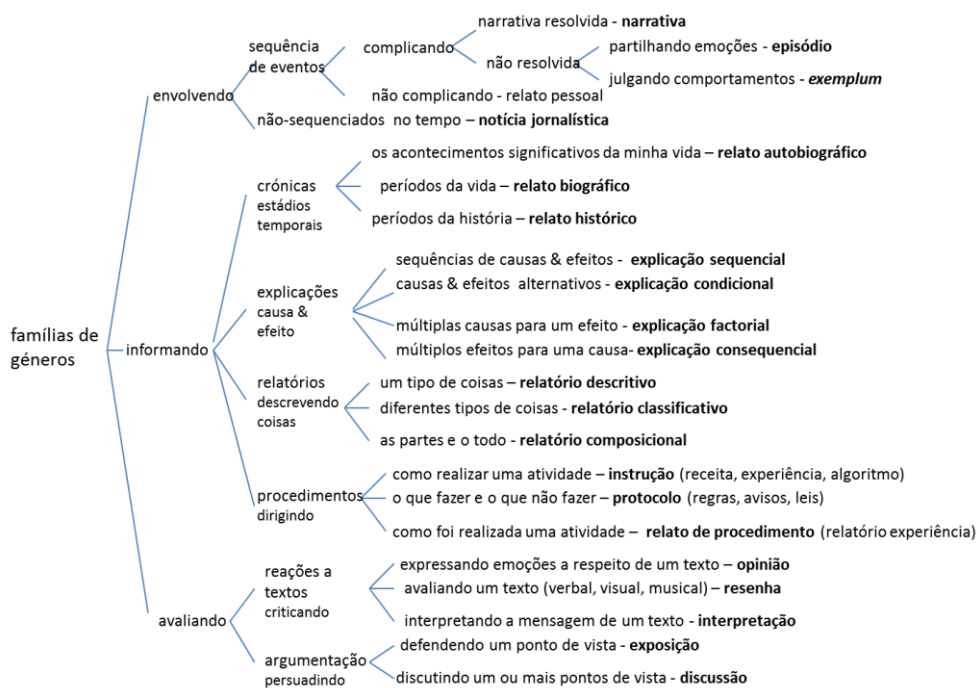 narrativa resolvida - narrativa
sequência
de eventos
complicando
não resolvida
partilhando emoções - episódio
julgando comportamentos - exemplum
envolvendo
não complicando - relato pessoal
não-sequenciados no tempo – notícia jornalística
os acontecimentos significativos da minha vida – relato autobiográfico
crónicas
estádios
temporais
períodos da vida – relato biográfico
períodos da história – relato histórico
sequências de causas & efeitos - explicação sequencial
causas & efeitos alternativos - explicação condicional
explicações
causa &
efeito
múltiplas causas para um efeito - explicação factorial
múltiplos efeitos para uma causa- explicação consequencial
famílias de
géneros
informando
relatórios
descrevendo
coisas
um tipo de coisas – relatório descritivo
diferentes tipos de coisas - relatório classificativo
as partes e o todo - relatório composicional
como realizar uma atividade – instrução (receita, experiência, algoritmo)
procedimentos
dirigindo
o que fazer e o que não fazer – protocolo (regras, avisos, leis)
como foi realizada uma atividade – relato de procedimento (relatório experiência)
expressando emoções a respeito de um texto – opinião
reações a
textos
criticando
avaliando um texto (verbal, visual, musical) – resenha
interpretando a mensagem de um texto - interpretação
avaliando
defendendo um ponto de vista - exposição
argumentação
persuadindo
discutindo um ou mais pontos de vista - discussão